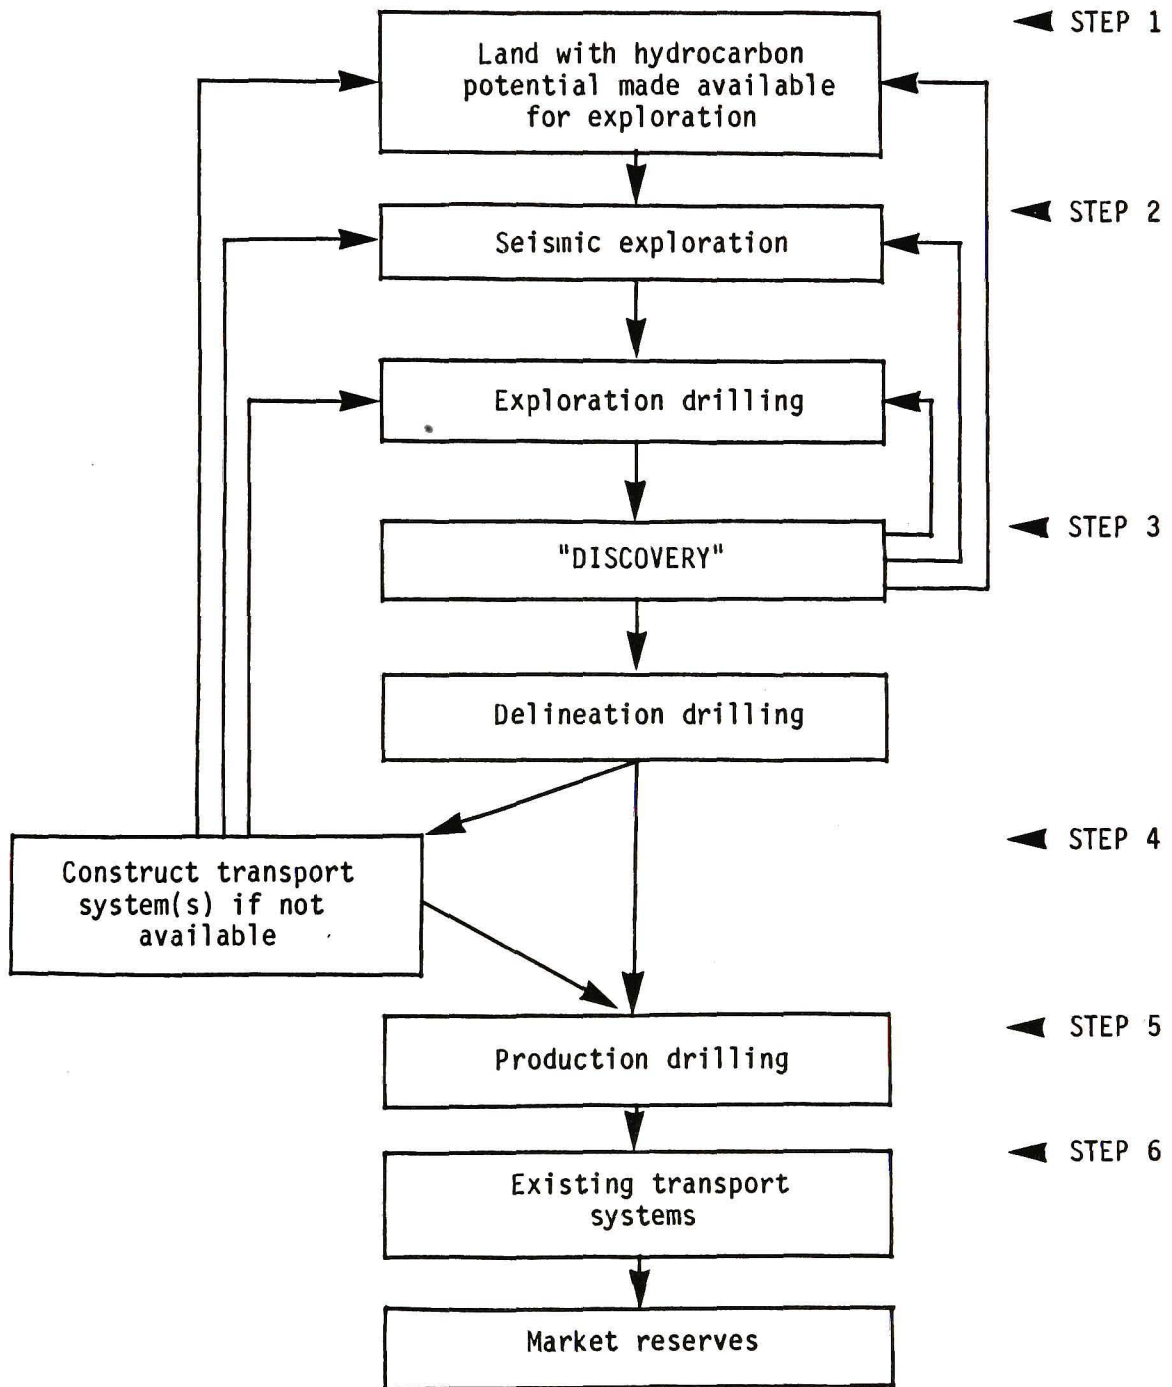 STEP 1
Land with hydrocarbon
potential made available
for exploration
STEP 2
Seismic exploration
Exploration drilling
STEP 3
"DISCOVERY"
Delineation drilling
STEP 4
Construct transport
system(s) if not
available
STEP 5
Production drilling
STEP 6
Existing transport
systems
Market reserves